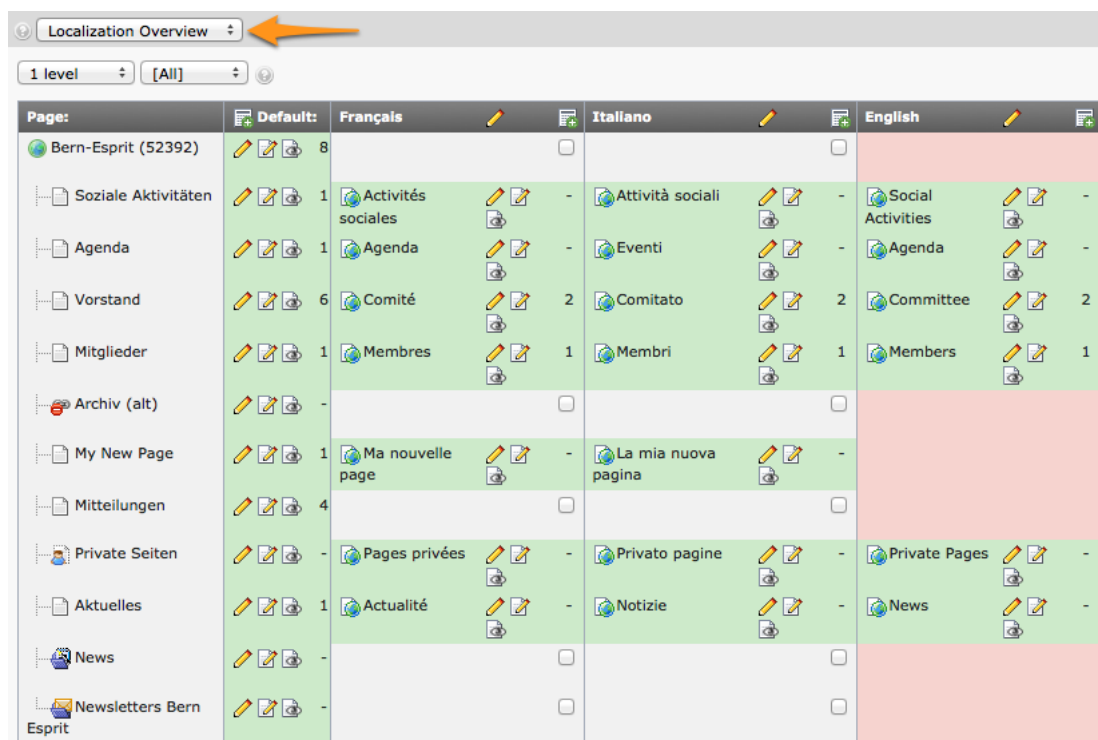 Localization Overview
1 level [All]
Page: Default: Français Italiano English
Bern-Esprit (52392) 8
Soziale Aktivitäten 1 Activités sociales - Attività sociali - Social Activities -
Agenda 1 Agenda - Eventi - Agenda -
Vorstand 6 Comité 2 Comitato 2 Committee 2
Mitglieder 1 Membres 1 Membri 1 Members 1
Archiv (alt) -
My New Page 1 Ma nouvelle page - La mia nuova pagina -
Mitteilungen 4
Private Seiten - Pages privées - Privato pagine - Private Pages -
Aktuelles 1 Actualité - Notizie - News -
News -
Newsletters Bern Esprit -